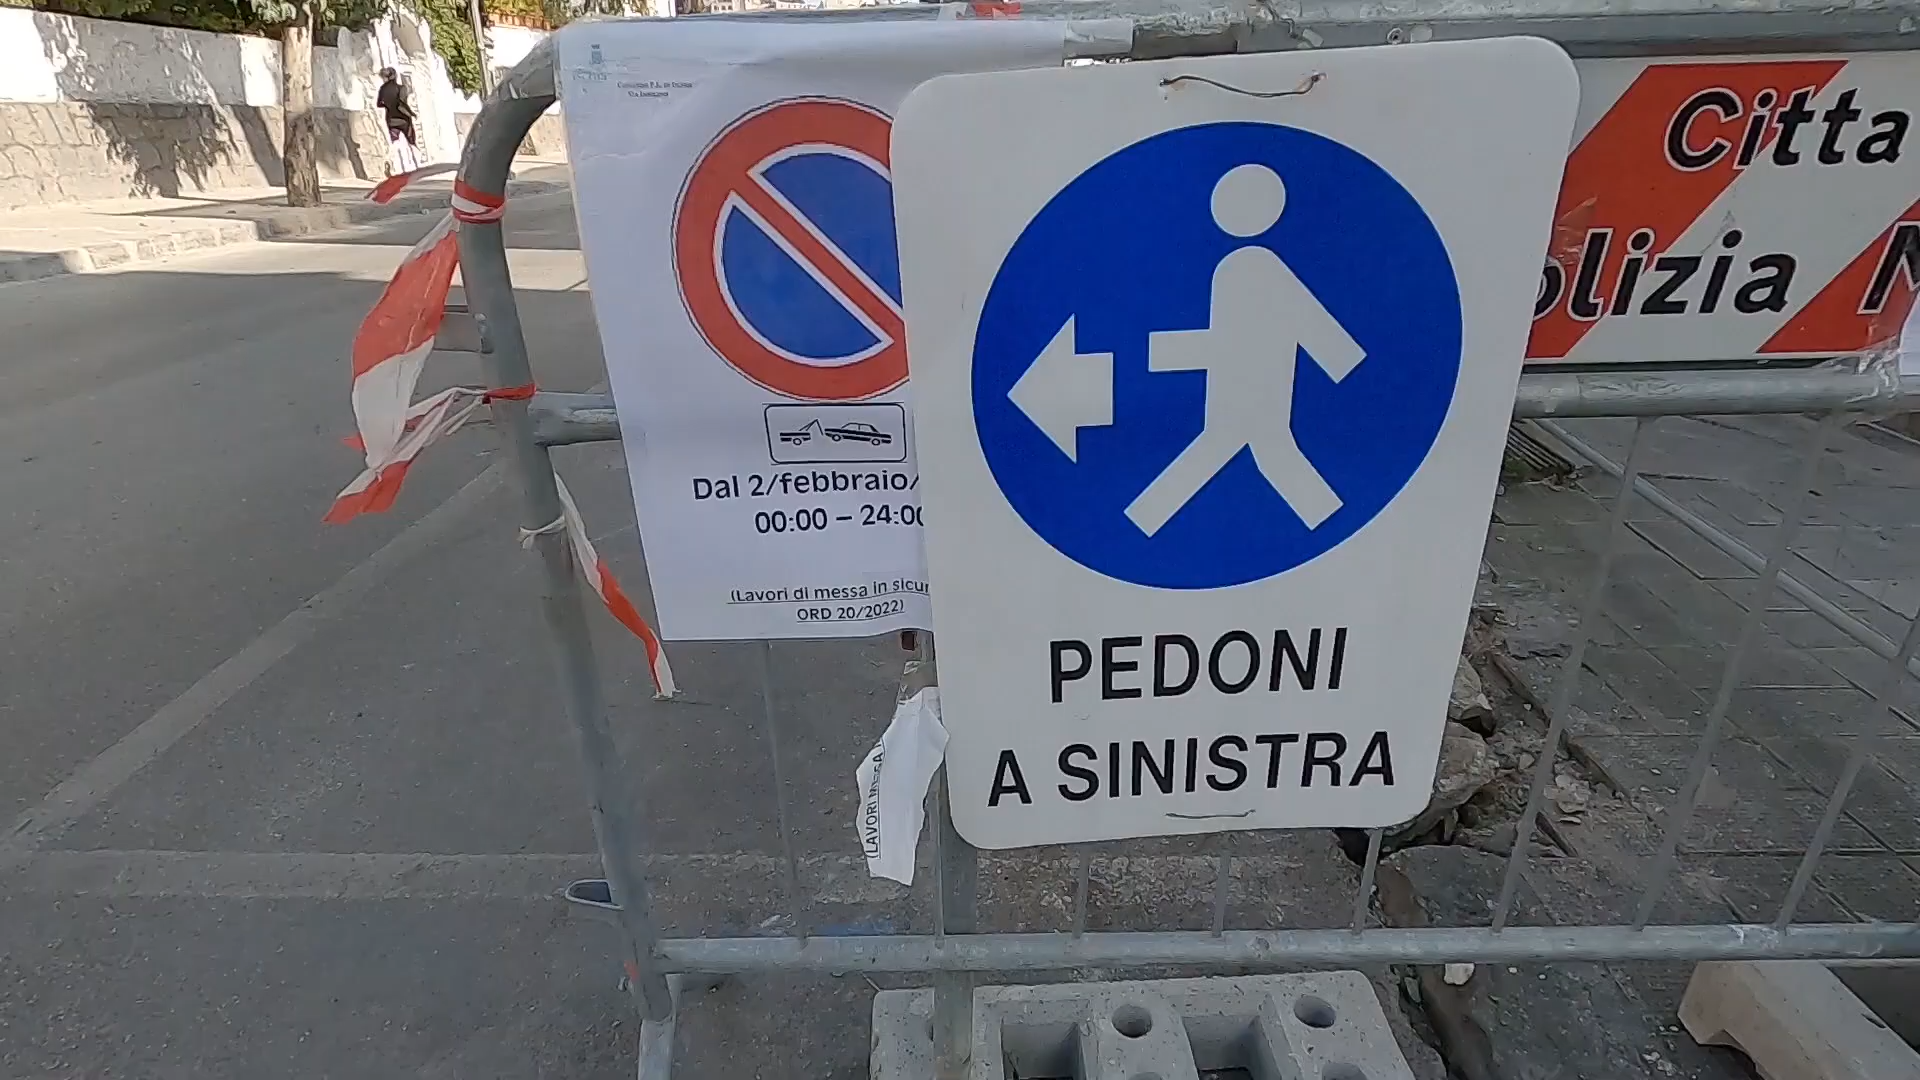 Dal 2/febbraio/
00:00 – 24:00
(Lavori di messa in sicur
ORD 20/2022)
(LAVORI
PEDONI
A SINISTRA
Citta
olizia M